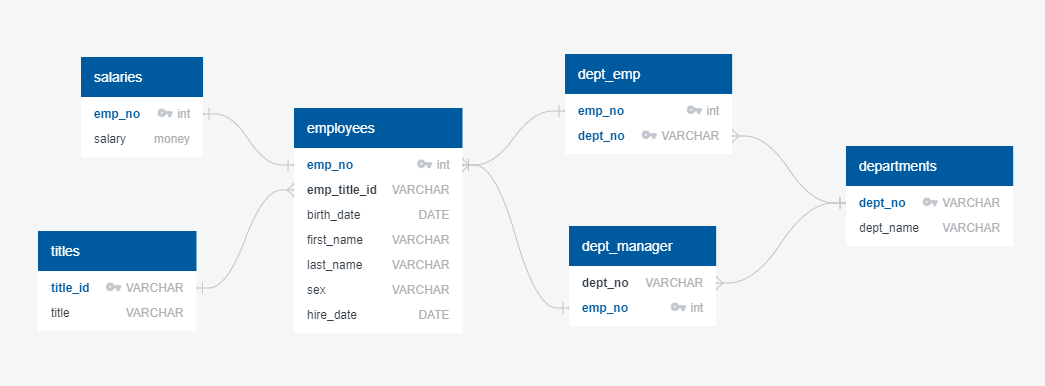 salaries
emp_no int
salary money
titles
title_id VARCHAR
title VARCHAR
employees
emp_no int
emp_title_id VARCHAR
birth_date DATE
first_name VARCHAR
last_name VARCHAR
sex VARCHAR
hire_date DATE
dept_emp
emp_no int
dept_no VARCHAR
dept_manager
dept_no VARCHAR
emp_no int
departments
dept_no VARCHAR
dept_name VARCHAR